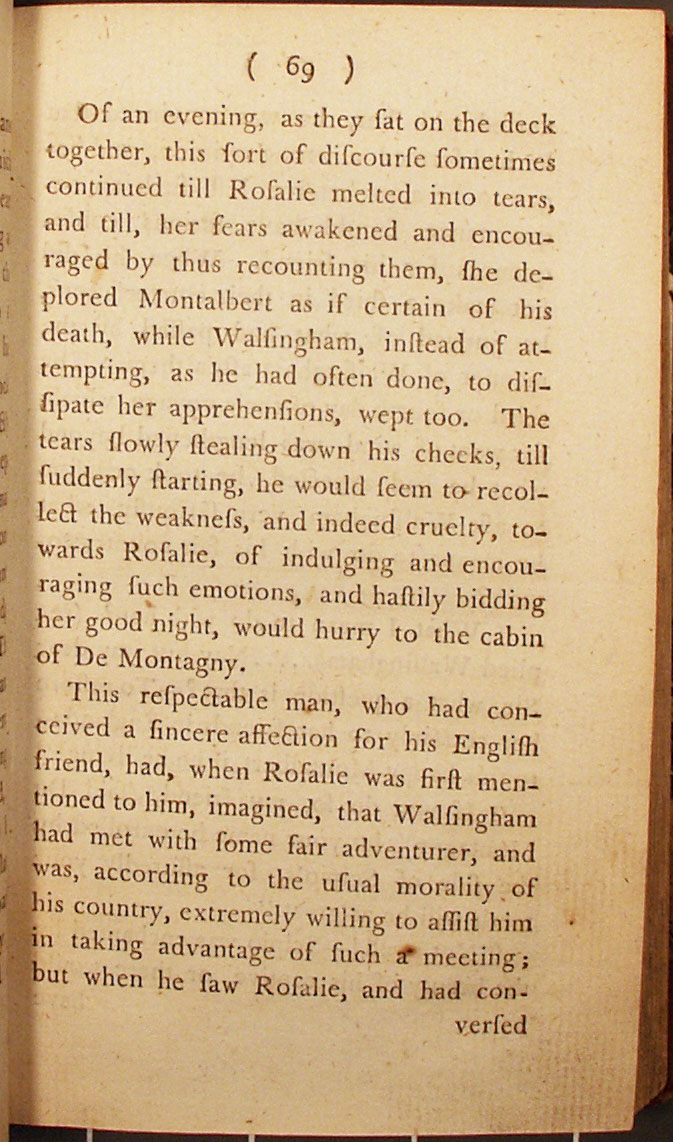 ( 69 )
Of an evening, as they ſat on the deck
together, this ſort of diſcourſe ſometimes
continued till Roſalie melted into tears,
and till, her fears awakened and encou-
raged by thus recounting them, ſhe de-
plored Montalbert as if certain of his
death, while Walſingham, inſtead of at-
tempting, as he had often done, to diſ-
ſipate her apprehenſions, wept too. The
tears ſlowly ſtealing down his cheeks, till
ſuddenly ſtarting, he would ſeem to recol-
lect the weakneſs, and indeed cruelty, to-
wards Roſalie, of indulging and encou-
raging ſuch emotions, and haſtily bidding
her good night, would hurry to the cabin
of De Montagny.
This reſpectable man, who had con-
ceived a ſincere affection for his Engliſh
friend, had, when Roſalie was firſt men-
tioned to him, imagined, that Walſingham
had met with ſome fair adventurer, and
was, according to the uſual morality of
his country, extremely willing to aſſiſt him
in taking advantage of ſuch a meeting;
but when he ſaw Roſalie, and had con-
verſed